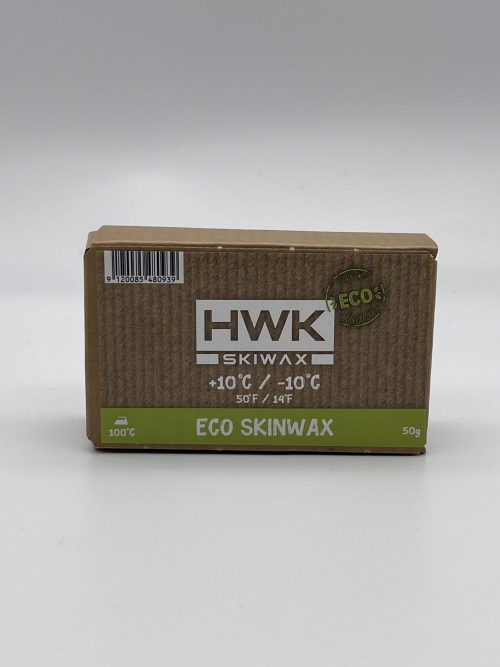 9 120085 480939
ECO
HWK
SKIWAX
+10°C / -10°C
50°F / 14°F
100°C
ECO SKINWAX
50g